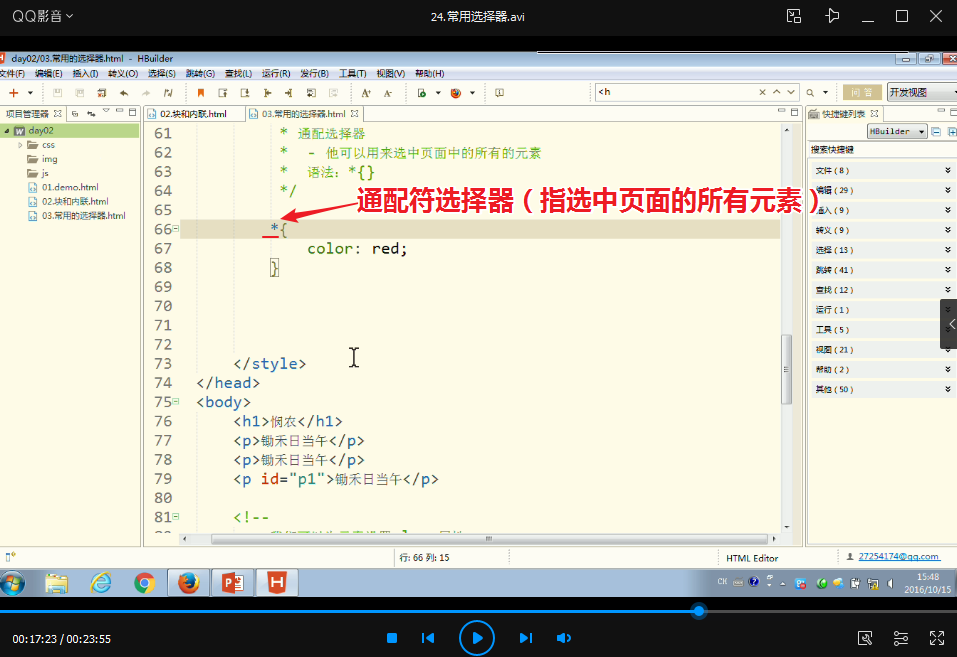 QQ影音
24.常用选择器.avi
day02/03.常用的选择器.html - HBuilder
文件(F) 编辑(E) 插入(I) 转义(O) 选择(S) 跳转(G) 查找(L) 运行(R) 发行(B) 工具(T) 视图(V) 帮助(H)
<h
问 答
开发视图
项目管理器
02.块和内联.html
03.常用的选择器.html
快捷键列表
day02
css
img
js
01.demo.html
02.块和内联.html
03.常用的选择器.html
61 * 通配选择器
62 * - 他可以用来选中页面中的所有的元素
63 * 语法：*{}
64 */
65
66 *{
67 color: red;
68 }
69
70
71
72
73 </style>
74 </head>
75 <body>
76 <h1>悯农</h1>
77 <p>锄禾日当午</p>
78 <p>锄禾日当午</p>
79 <p id="p1">锄禾日当午</p>
80
81 <!--
通配符选择器（指选中页面的所有元素）
HBuilder
搜索快捷键
文件 ( 8 )
编辑 ( 29 )
插入 ( 9 )
转义 ( 9 )
选择 ( 13 )
跳转 ( 41 )
查找 ( 12 )
运行 ( 1 )
工具 ( 5 )
视图 ( 21 )
帮助 ( 2 )
其他 ( 50 )
行: 66 列: 15
HTML Editor
27254174@qq.com
CH
15:48
2016/10/15
00:17:23 / 00:23:55